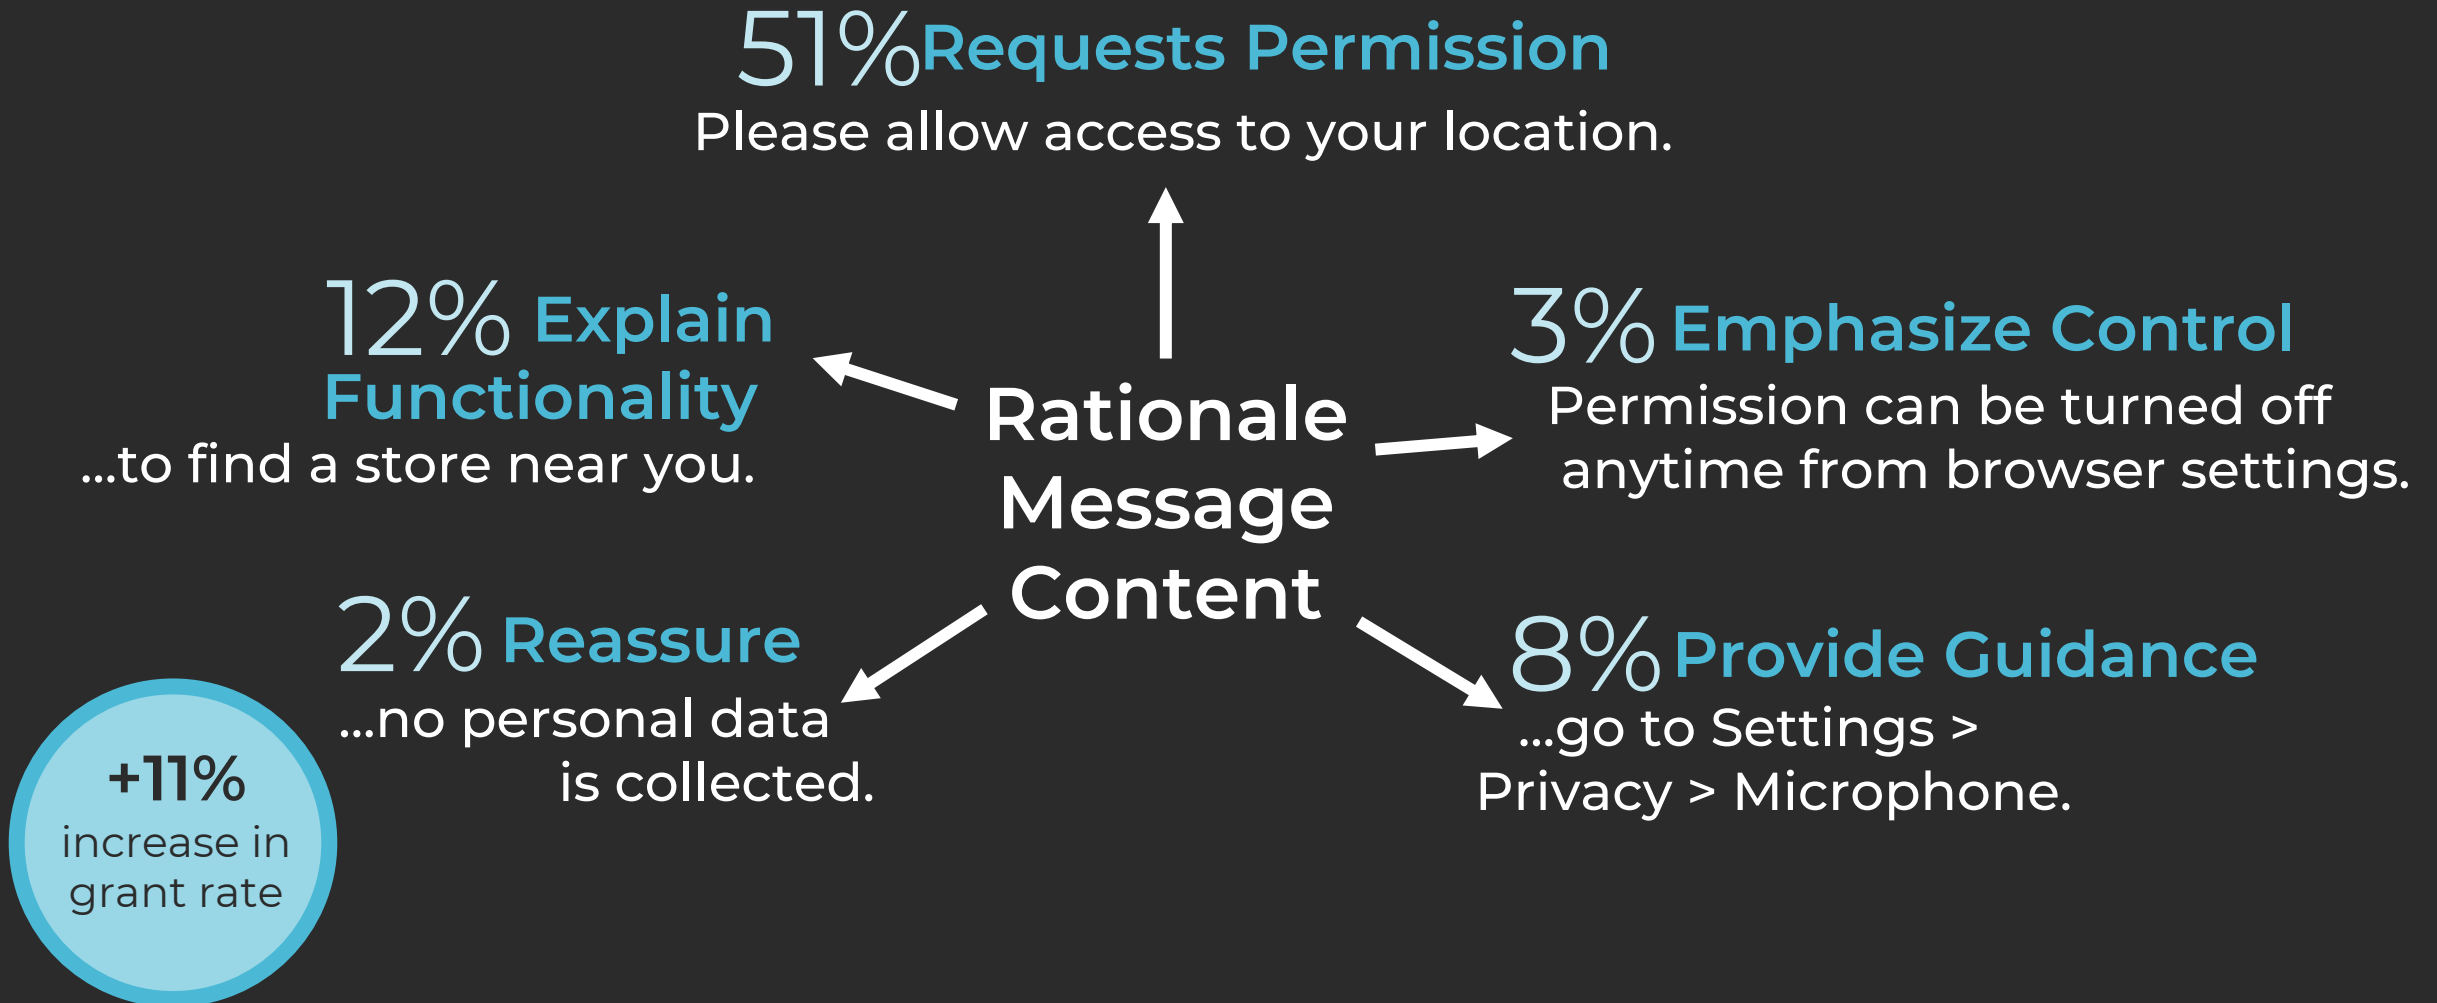 51% Requests Permission
Please allow access to your location.
12% Explain
Functionality
...to find a store near you.
3% Emphasize Control
Permission can be turned off
anytime from browser settings.
Rationale
Message
Content
2% Reassure
...no personal data
is collected.
8% Provide Guidance
...go to Settings >
Privacy > Microphone.
+11%
increase in
grant rate